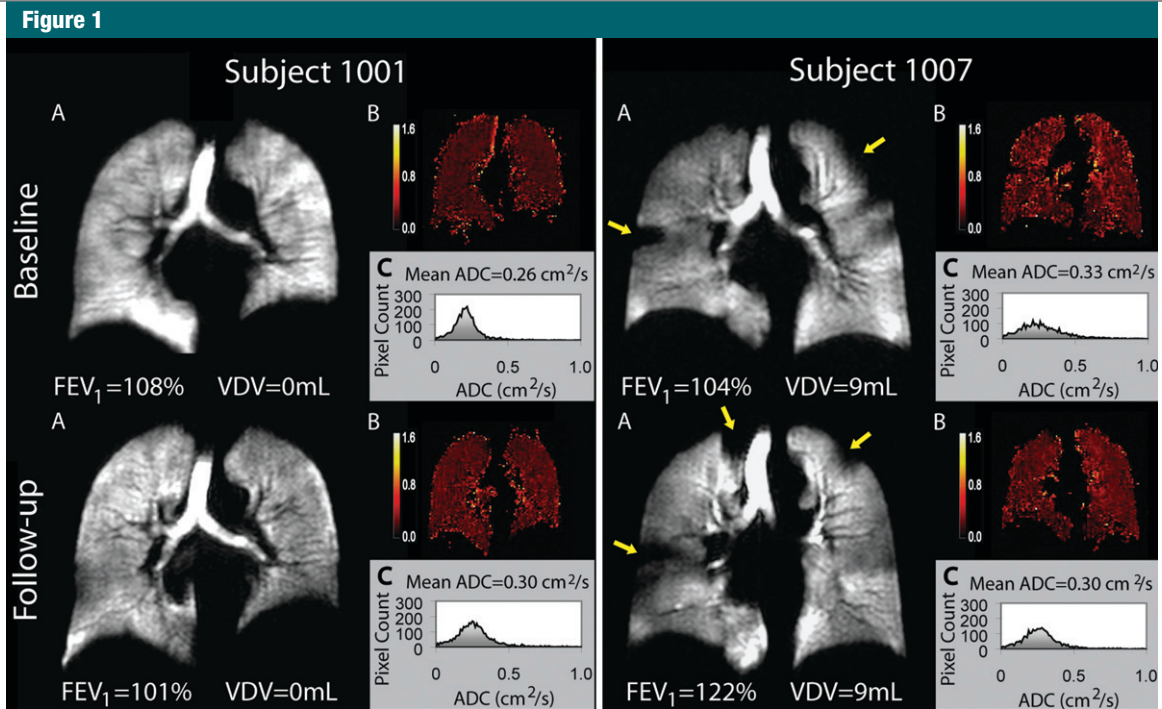 Figure 1
Subject 1001
Baseline
A
B
1.6
0.8
0.0
C Mean ADC=0.26 cm²/s
Pixel Count
300
200
100
0
0 0.5 1.0
ADC (cm²/s)
FEV₁=108% VDV=0mL
Follow-up
A
B
1.6
0.8
0.0
C Mean ADC=0.30 cm²/s
Pixel Count
300
200
100
0
0 0.5 1.0
ADC (cm²/s)
FEV₁=101% VDV=0mL
Subject 1007
A
B
1.6
0.8
0.0
C Mean ADC=0.33 cm²/s
Pixel Count
300
200
100
0
0 0.5 1.0
ADC (cm²/s)
FEV₁=104% VDV=9mL
A
B
1.6
0.8
0.0
C Mean ADC=0.30 cm²/s
Pixel Count
300
200
100
0
0 0.5 1.0
ADC (cm²/s)
FEV₁=122% VDV=9mL